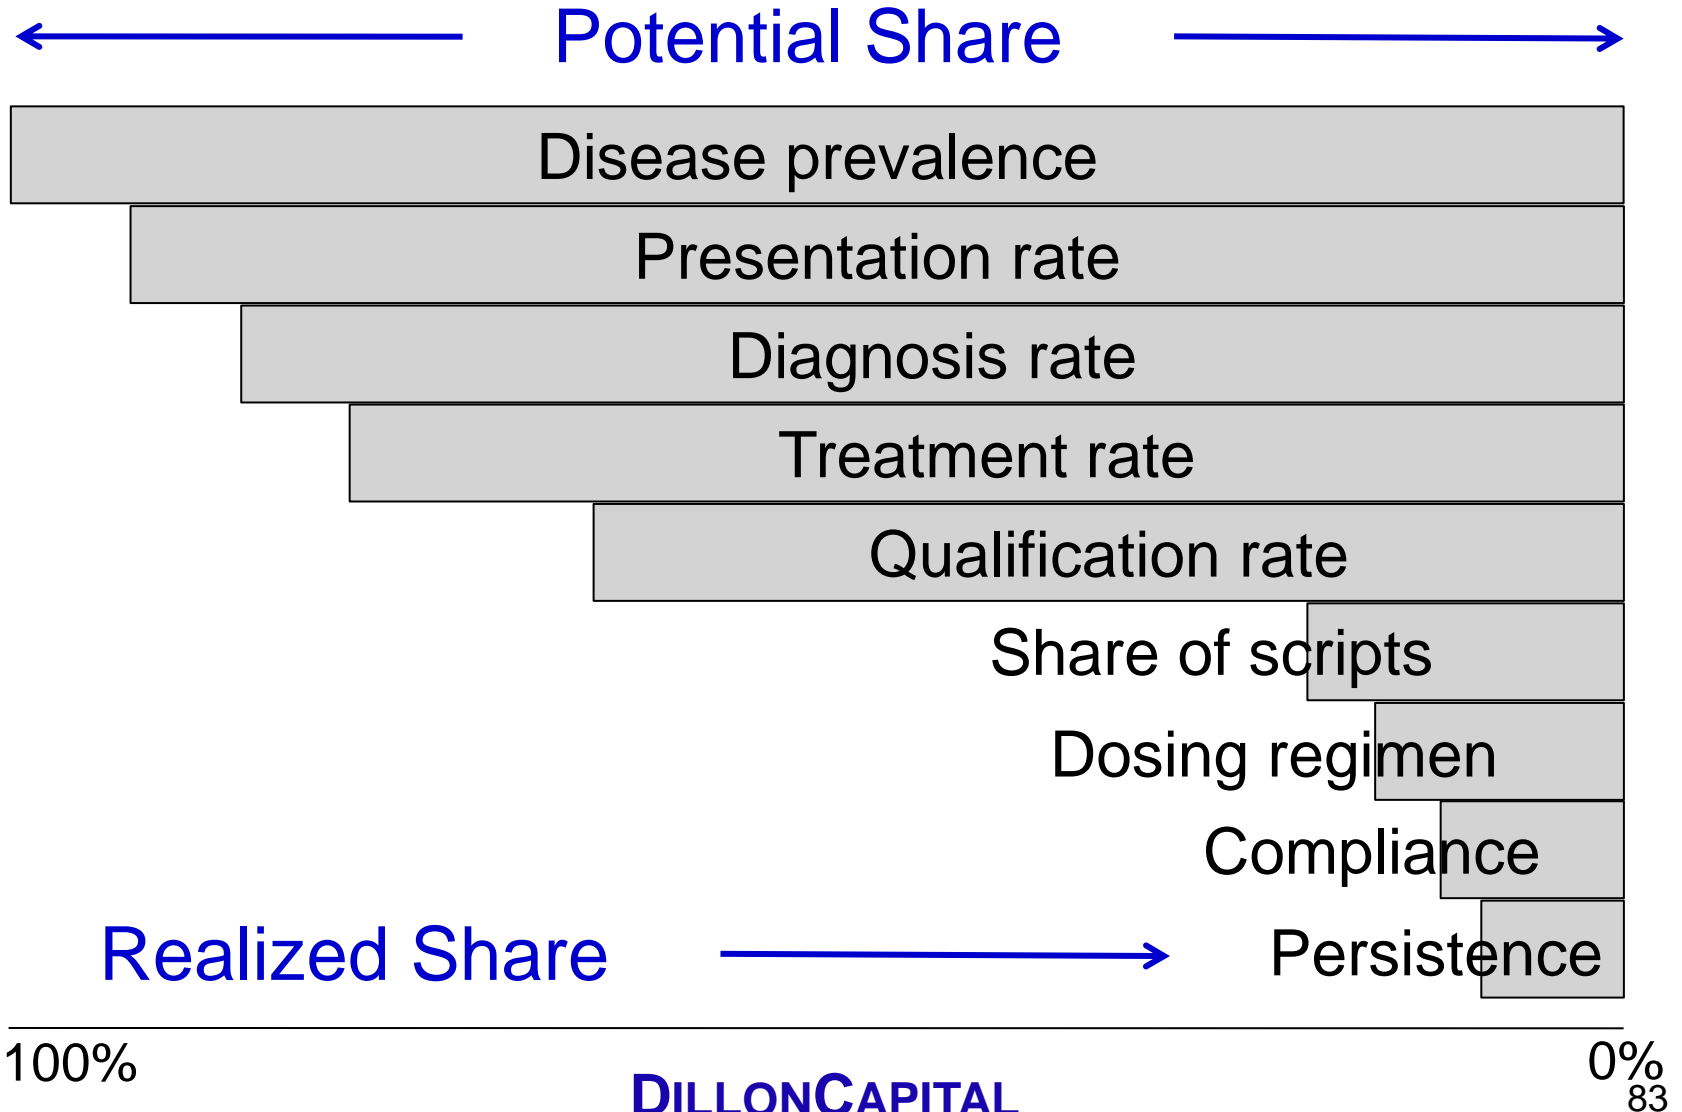 Potential Share
Disease prevalence
Presentation rate
Diagnosis rate
Treatment rate
Qualification rate
Share of scripts
Dosing regimen
Compliance
Realized Share
Persistence
100%
0%
DILLONCAPITAL
83